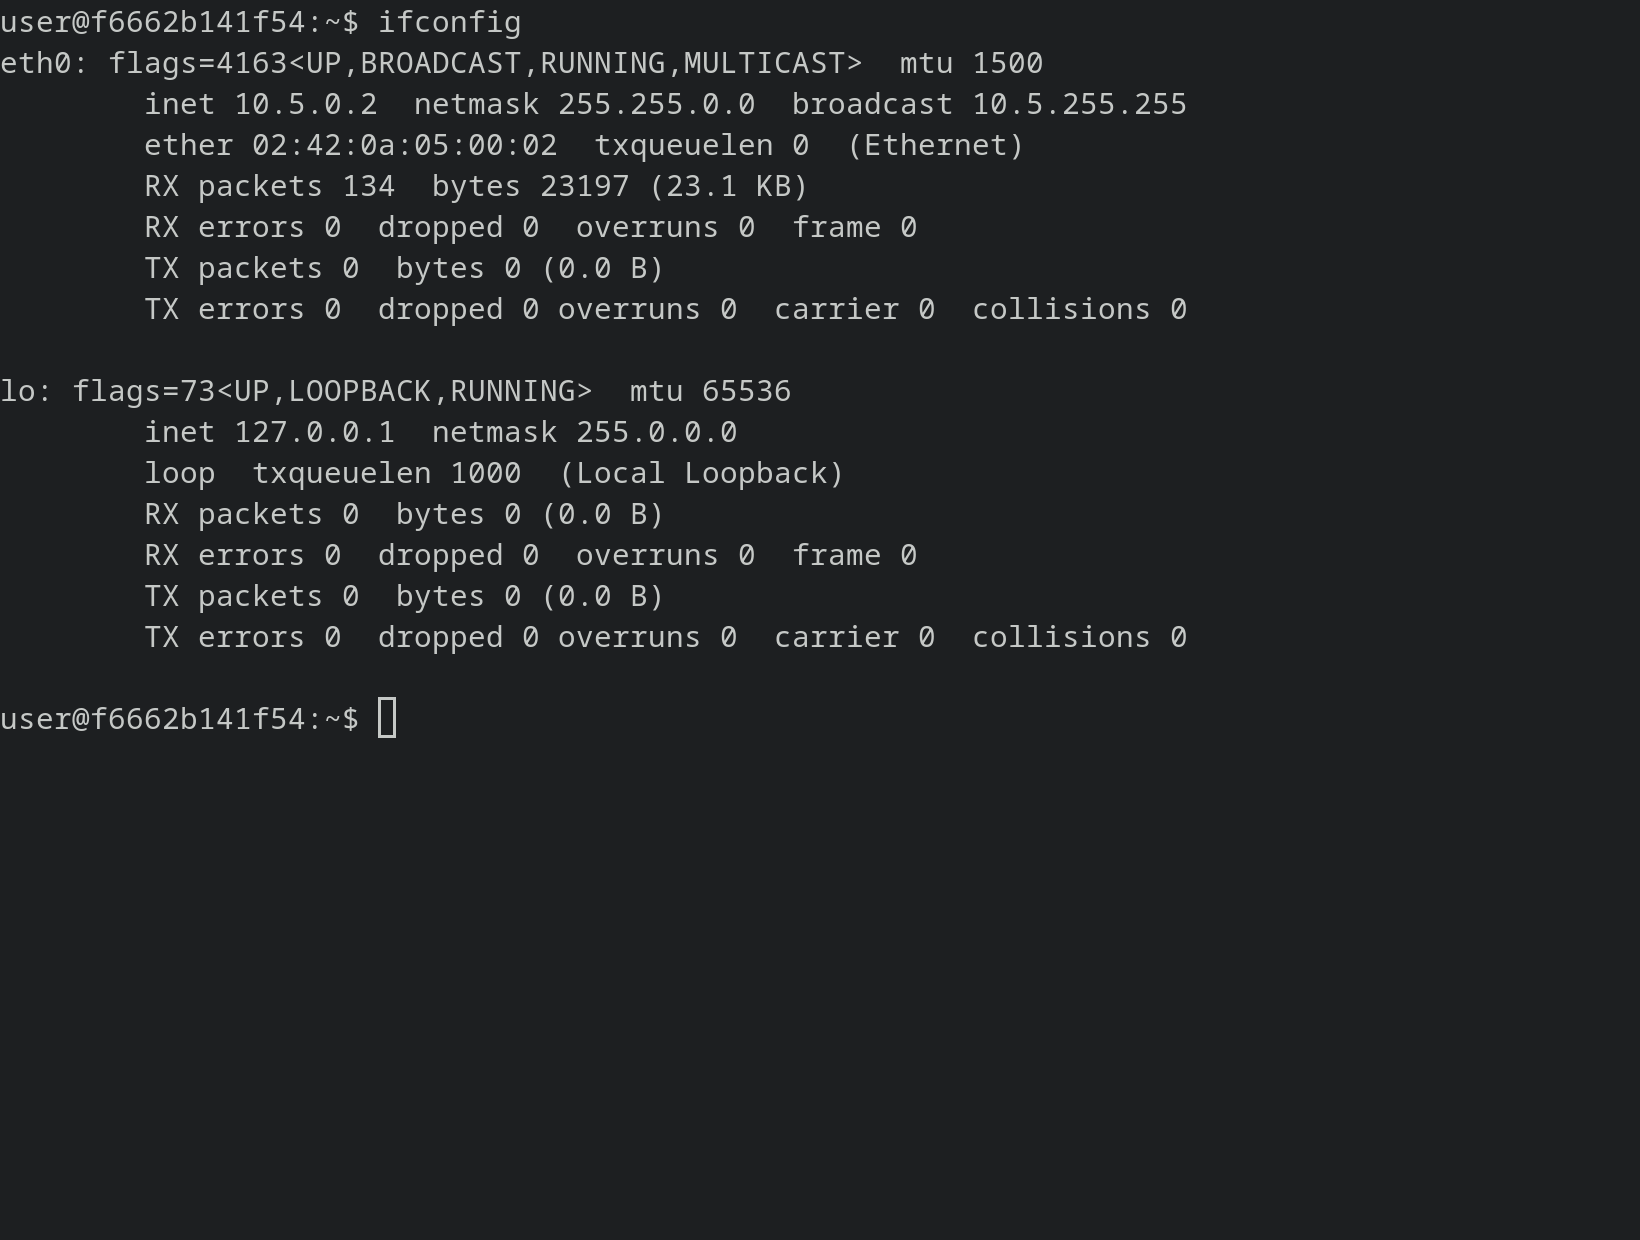 user@f6662b141f54:~$ ifconfig
eth0: flags=4163<UP,BROADCAST,RUNNING,MULTICAST>  mtu 1500
        inet 10.5.0.2  netmask 255.255.0.0  broadcast 10.5.255.255
        ether 02:42:0a:05:00:02  txqueuelen 0  (Ethernet)
        RX packets 134  bytes 23197 (23.1 KB)
        RX errors 0  dropped 0  overruns 0  frame 0
        TX packets 0  bytes 0 (0.0 B)
        TX errors 0  dropped 0 overruns 0  carrier 0  collisions 0

lo: flags=73<UP,LOOPBACK,RUNNING>  mtu 65536
        inet 127.0.0.1  netmask 255.0.0.0
        loop  txqueuelen 1000  (Local Loopback)
        RX packets 0  bytes 0 (0.0 B)
        RX errors 0  dropped 0  overruns 0  frame 0
        TX packets 0  bytes 0 (0.0 B)
        TX errors 0  dropped 0 overruns 0  carrier 0  collisions 0

user@f6662b141f54:~$